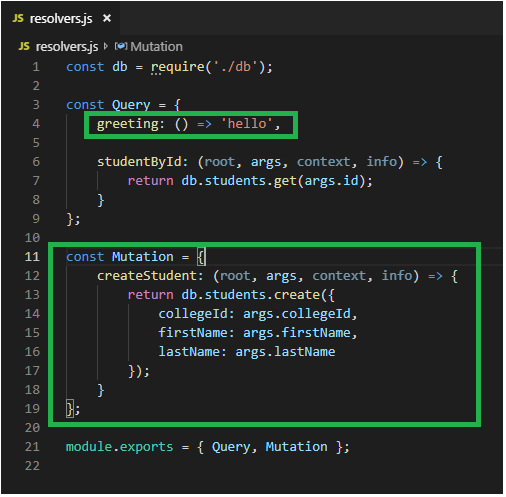 JS resolvers.js ×
JS resolvers.js > Mutation
1 const db = require('./db');
2
3 const Query = {
4 greeting: () => 'hello',
5
6 studentById: (root, args, context, info) => {
7 return db.students.get(args.id);
8 }
9 };
10
11 const Mutation = {
12 createStudent: (root, args, context, info) => {
13 return db.students.create({
14 collegeId: args.collegeId,
15 firstName: args.firstName,
16 lastName: args.lastName
17 });
18 }
19 };
20
21 module.exports = { Query, Mutation };
22